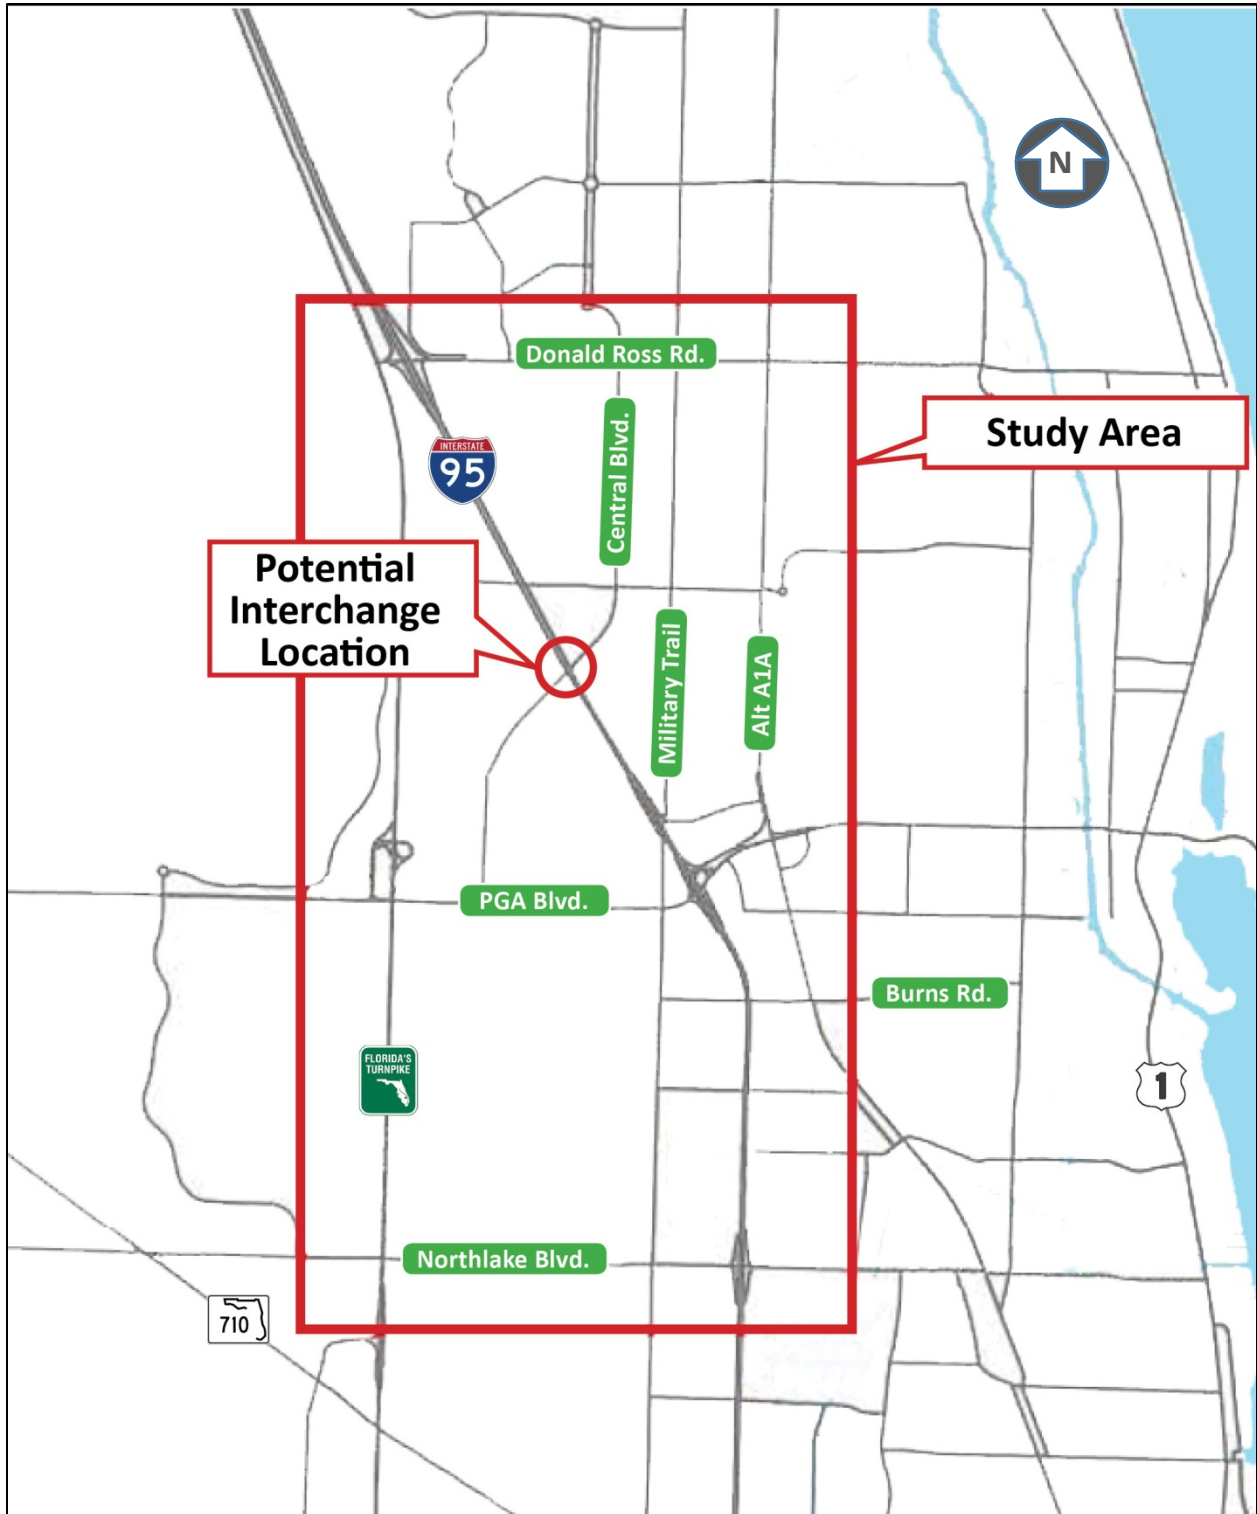 N
Donald Ross Rd.
Study Area
INTERSTATE
95
Central Blvd.
Potential
Interchange
Location
Military Trail
Alt A1A
PGA Blvd.
Burns Rd.
FLORIDA'S
TURNPIKE
1
Northlake Blvd.
710